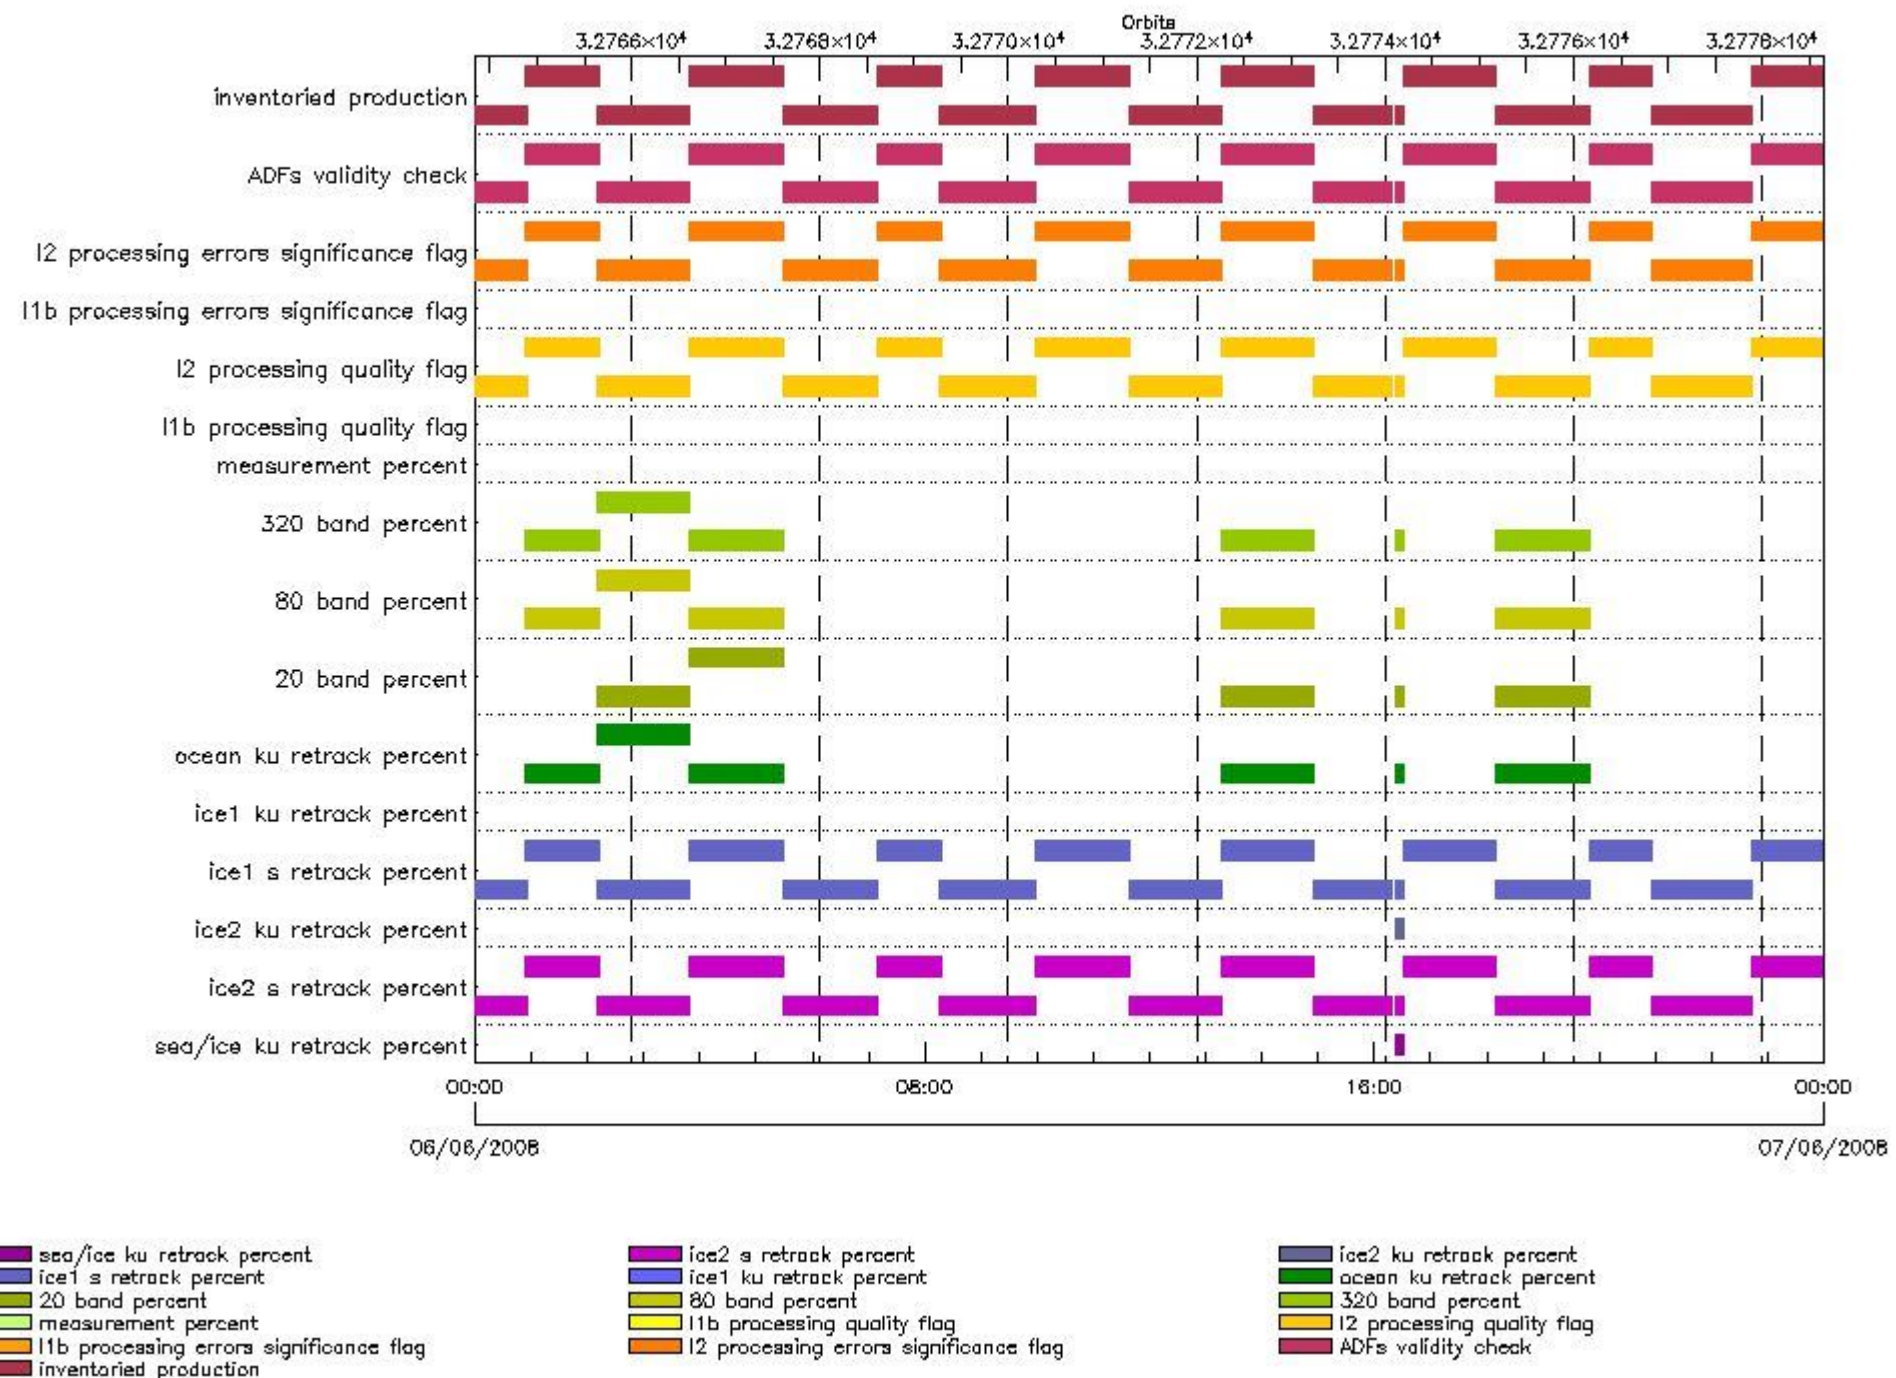 Orbits
3.2766×10⁴ 3.2768×10⁴ 3.2770×10⁴ 3.2772×10⁴ 3.2774×10⁴ 3.2776×10⁴ 3.2778×10⁴
inventoried production
ADFs validity check
l2 processing errors significance flag
l1b processing errors significance flag
l2 processing quality flag
l1b processing quality flag
measurement percent
320 band percent
80 band percent
20 band percent
ocean ku retrack percent
ice1 ku retrack percent
ice1 s retrack percent
ice2 ku retrack percent
ice2 s retrack percent
sea/ice ku retrack percent
00:00 08:00 16:00 00:00
06/06/2008 07/06/2008
sea/ice ku retrack percent ice2 s retrack percent ice2 ku retrack percent
ice1 s retrack percent ice1 ku retrack percent ocean ku retrack percent
20 band percent 80 band percent 320 band percent
measurement percent l1b processing quality flag l2 processing quality flag
l1b processing errors significance flag l2 processing errors significance flag ADFs validity check
inventoried production